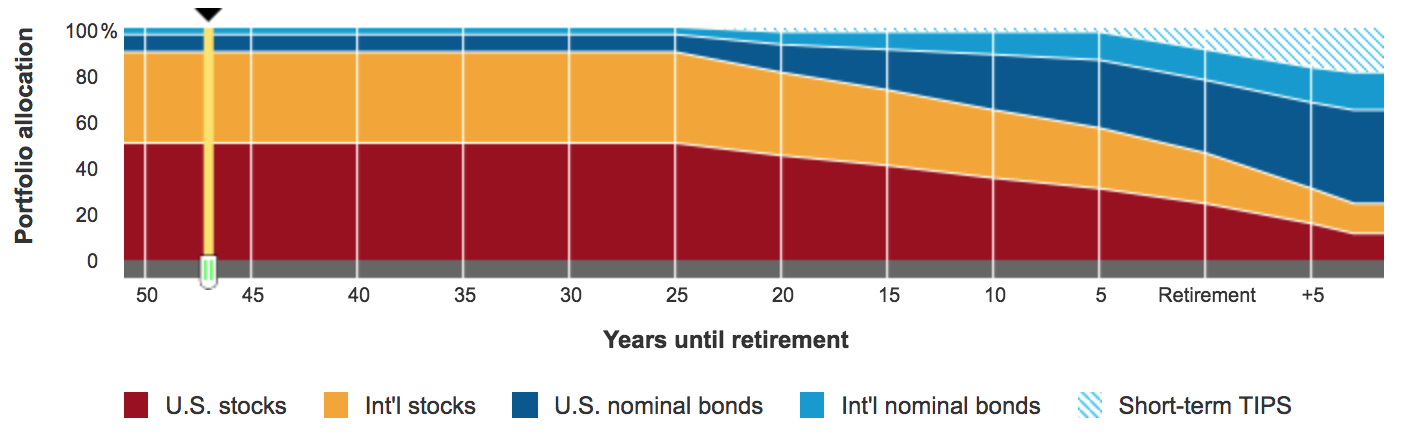 Portfolio allocation
100%
80
60
40
20
0
50 45 40 35 30 25 20 15 10 5 Retirement +5
Years until retirement
U.S. stocks Int'l stocks U.S. nominal bonds Int'l nominal bonds Short-term TIPS